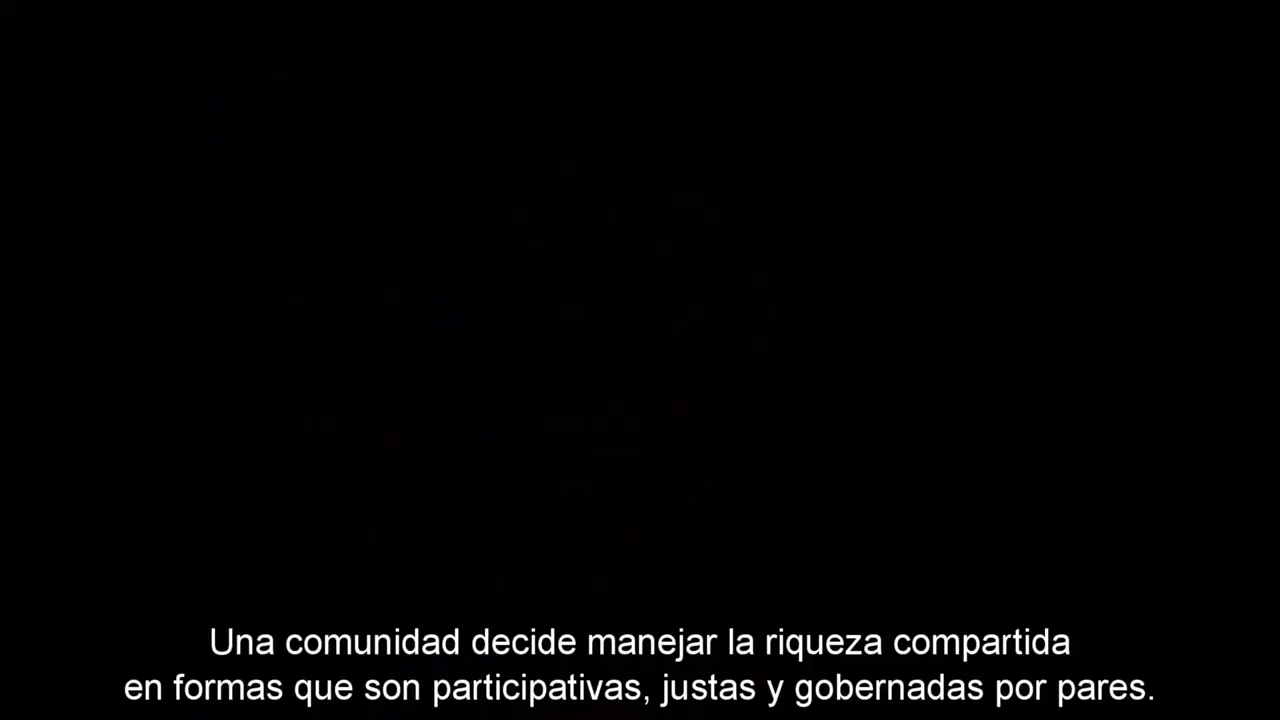 Una comunidad decide manejar la riqueza compartida
en formas que son participativas, justas y gobernadas por pares.